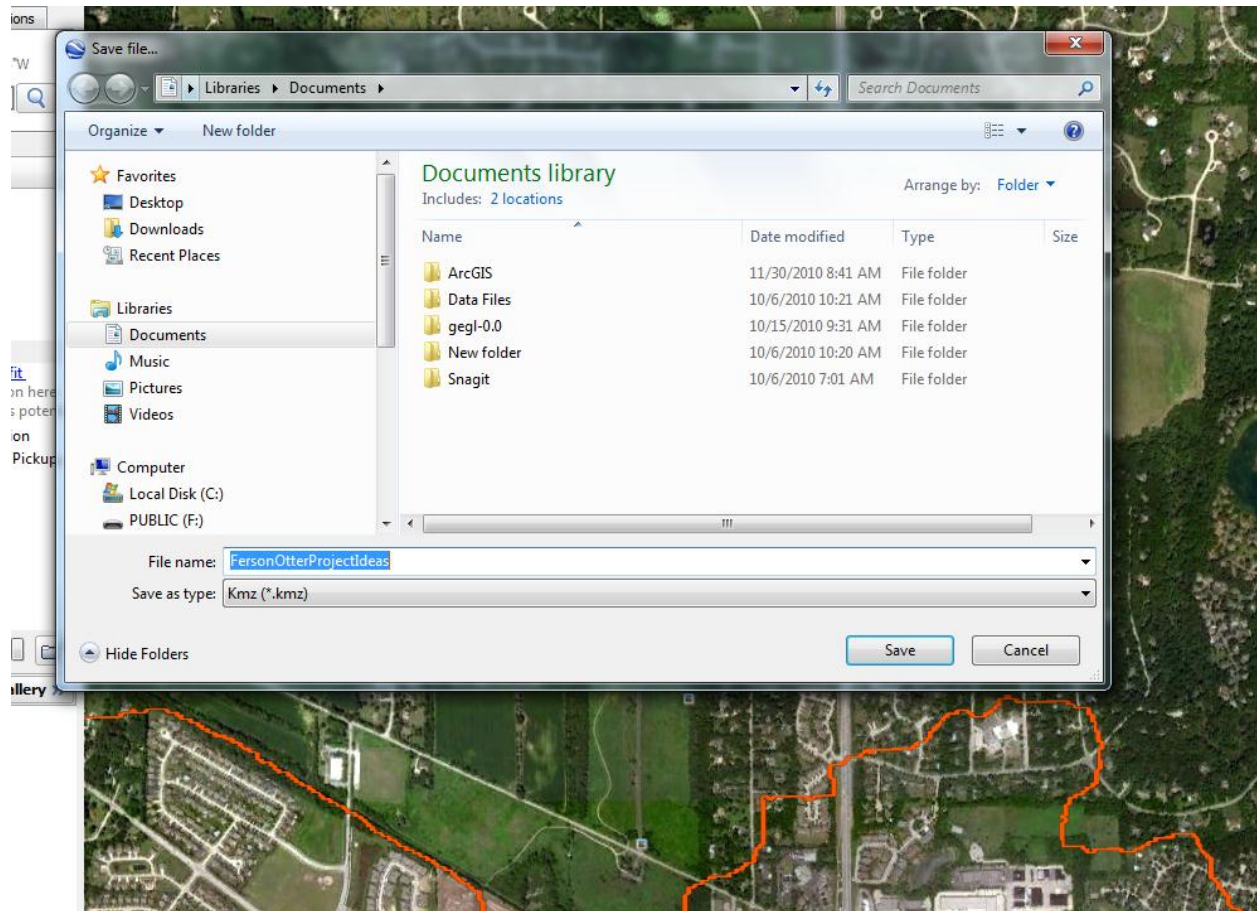 ions
Save file...
"W
Libraries Documents
Search Documents
Organize New folder
Favorites
Desktop
Downloads
Recent Places
Libraries
Documents
Music
Pictures
Videos
Computer
Local Disk (C:)
PUBLIC (F:)
Documents library
Includes: 2 locations
Arrange by: Folder
Name Date modified Type Size
ArcGIS 11/30/2010 8:41 AM File folder
Data Files 10/6/2010 10:21 AM File folder
gegl-0.0 10/15/2010 9:31 AM File folder
New folder 10/6/2010 10:20 AM File folder
Snagit 10/6/2010 7:01 AM File folder
fit
on here
s poten
ion
Pickup
File name: FersonOtterProjectIdeas
Save as type: Kmz (*.kmz)
Hide Folders
Save Cancel
allery »